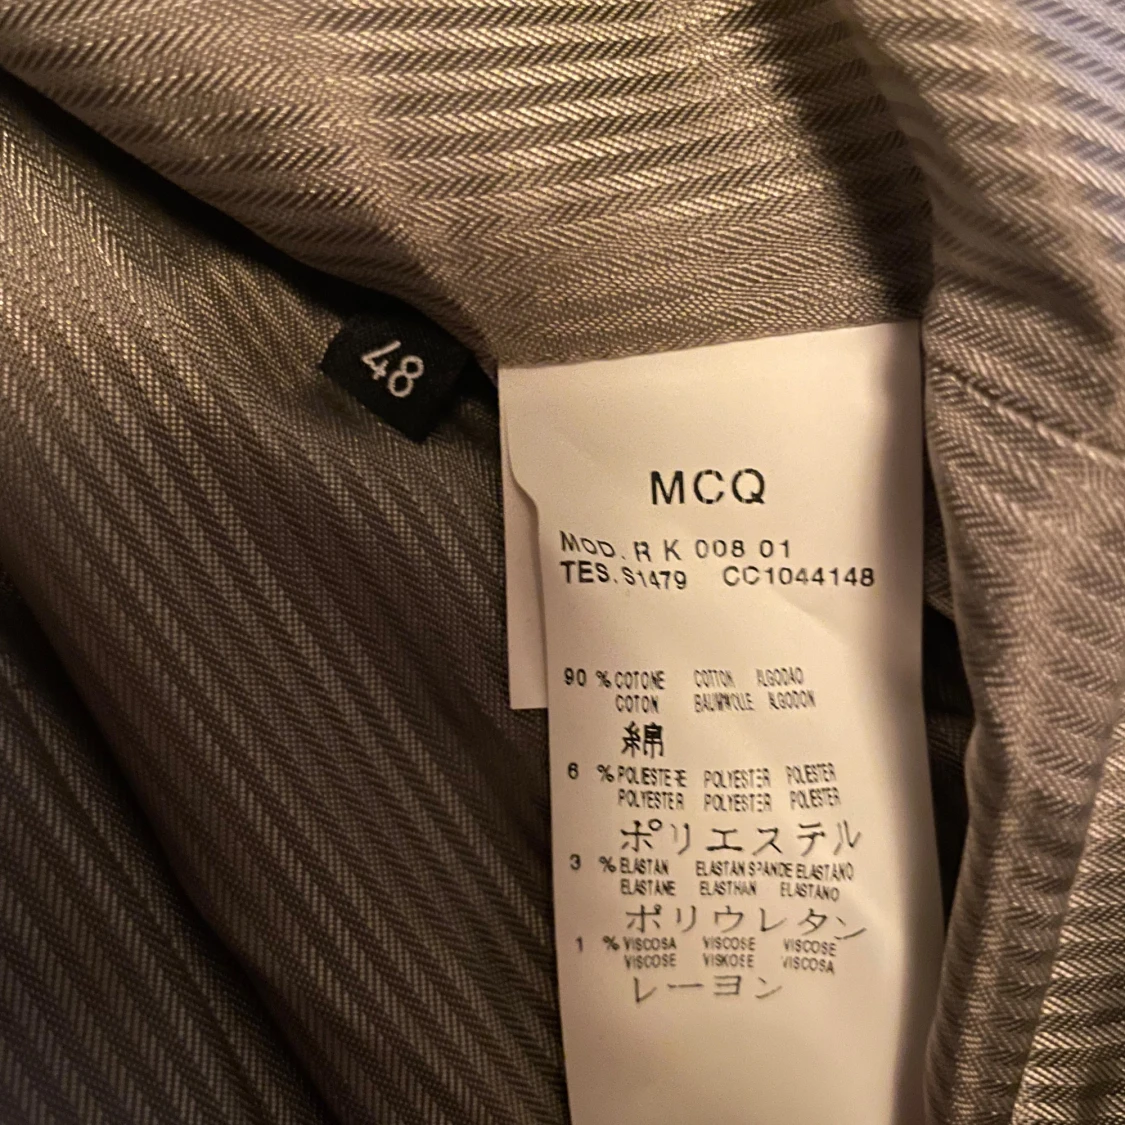 48
MCQ
MOD. R K 008 01
TES. S1479 CC1044148
90 % COTONE COTTON ALGODAO
COTON BAUMWOLLE ALGODON
綿
6 % POLIESTERE POLYESTER POLIESTER
POLYESTER POLYESTER POLIESTER
ポリエステル
3 % ELASTAN ELASTAN SPANDE ELASTANO
ELASTANE ELASTHAN ELASTANO
ポリウレタン
1 % VISCOSA VISCOSE VISCOSE
VISCOSE VISKOSE VISCOSA
レーヨン